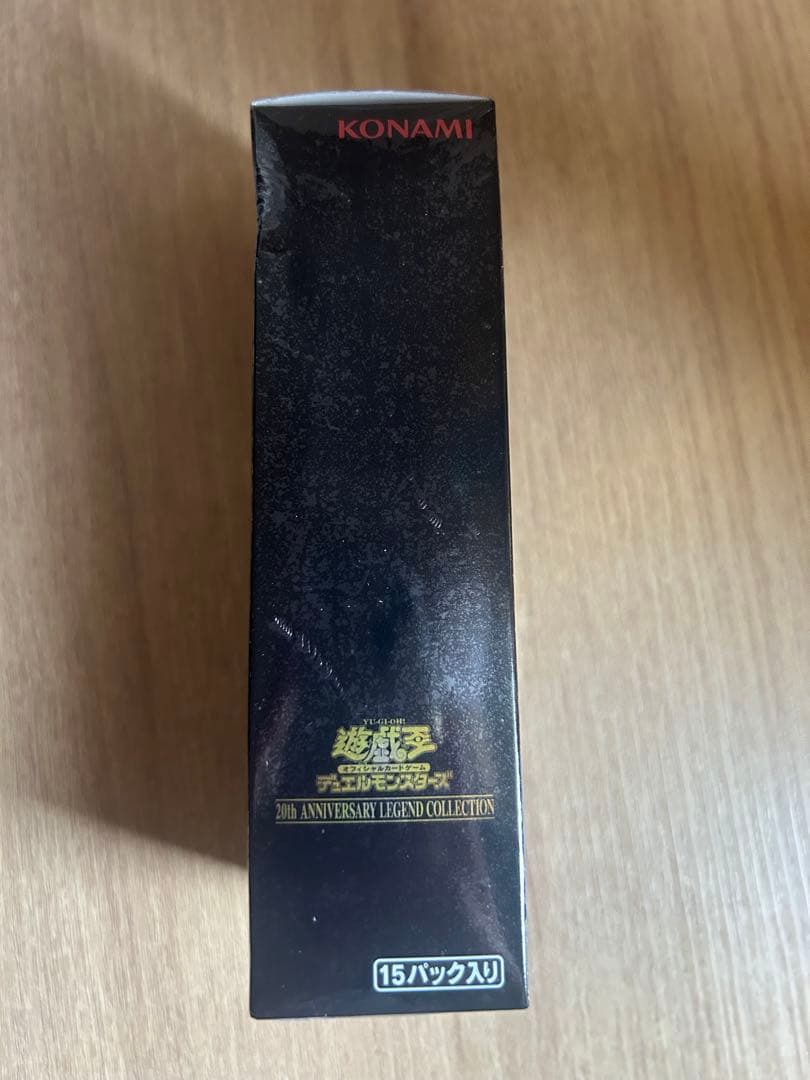 KONAMI
YU-GI-OH!
遊戯王
オフィシャルカードゲーム
デュエルモンスターズ
20th ANNIVERSARY LEGEND COLLECTION
15パック入り